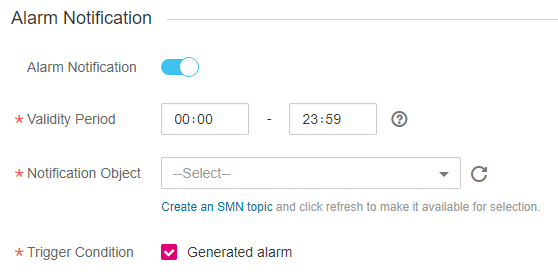 Alarm Notification
Alarm Notification
* Validity Period 00:00 - 23:59 ?
* Notification Object --Select--
Create an SMN topic and click refresh to make it available for selection.
* Trigger Condition Generated alarm